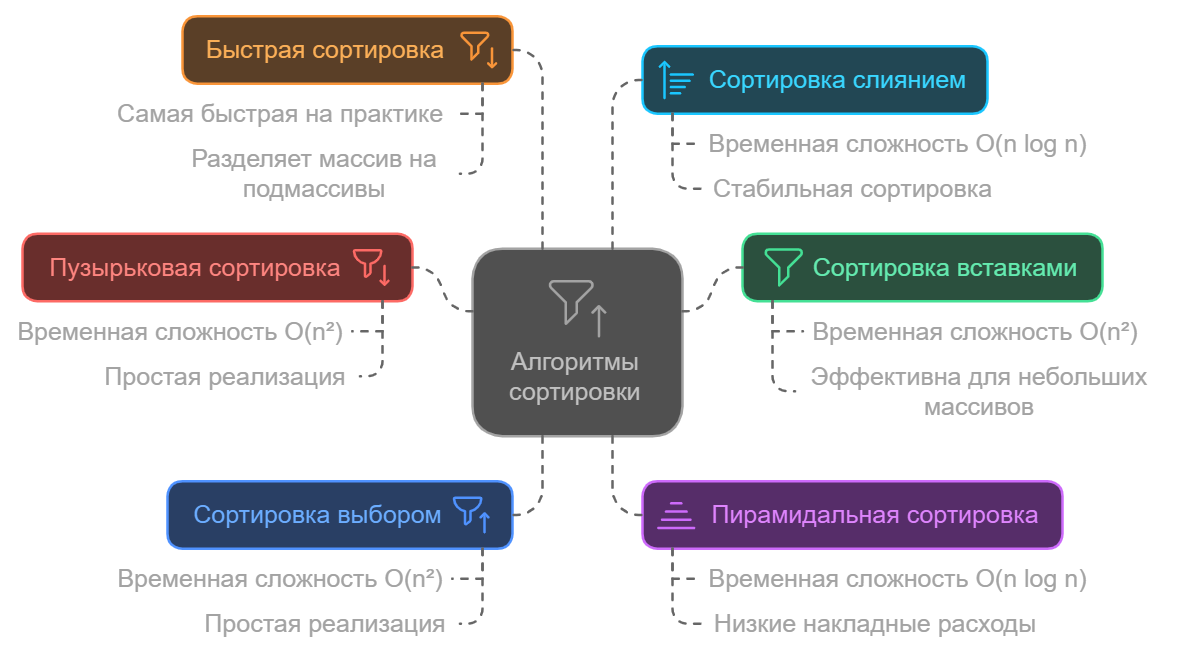 Быстрая сортировка
Самая быстрая на практике
Разделяет массив на
подмассивы
Сортировка слиянием
Временная сложность O(n log n)
Стабильная сортировка
Пузырьковая сортировка
Временная сложность O(n²)
Простая реализация
Алгоритмы
сортировки
Сортировка вставками
Временная сложность O(n²)
Эффективна для небольших
массивов
Сортировка выбором
Временная сложность O(n²)
Простая реализация
Пирамидальная сортировка
Временная сложность O(n log n)
Низкие накладные расходы